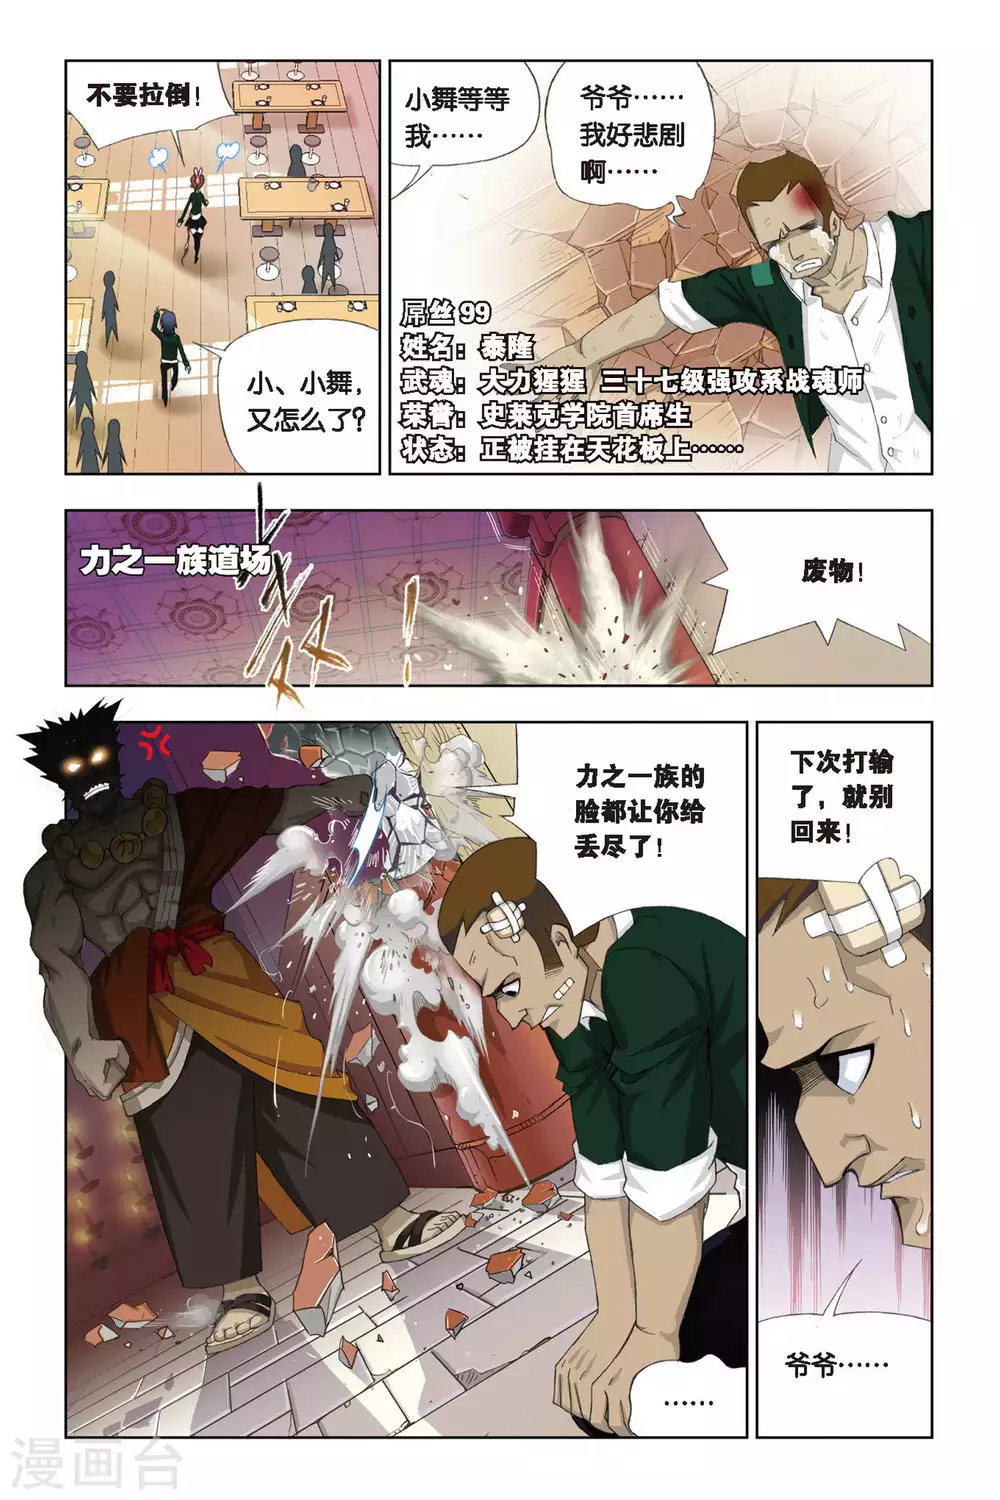 不要拉倒！
小、小舞，
又怎么了？
小舞等等
我……
爷爷……
我好悲剧
啊……
屌丝 99
姓名：泰隆
武魂：大力猩猩 三十七级强攻系战魂师
荣誉：史莱克学院首席生
状态：正被挂在天花板上……
力之一族道场
废物！
力之一族的
脸都让你给
丢尽了！
……
下次打输
了，就别
回来！
爷爷……
力
漫画台